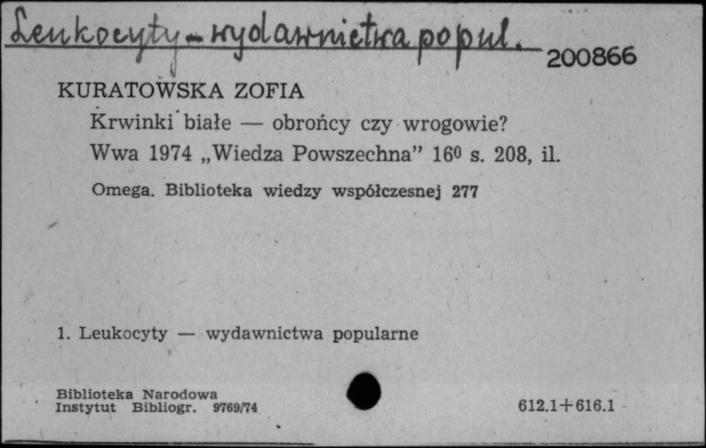 Leukocyty - wydawnictwa popul.
200866
KURATOWSKA ZOFIA
Krwinki białe — obrońcy czy wrogowie?
Wwa 1974 „Wiedza Powszechna” 16⁰ s. 208, il.
Omega. Biblioteka wiedzy współczesnej 277
1. Leukocyty — wydawnictwa popularne
Biblioteka Narodowa
Instytut Bibliogr. 9769/74
612.1+616.1